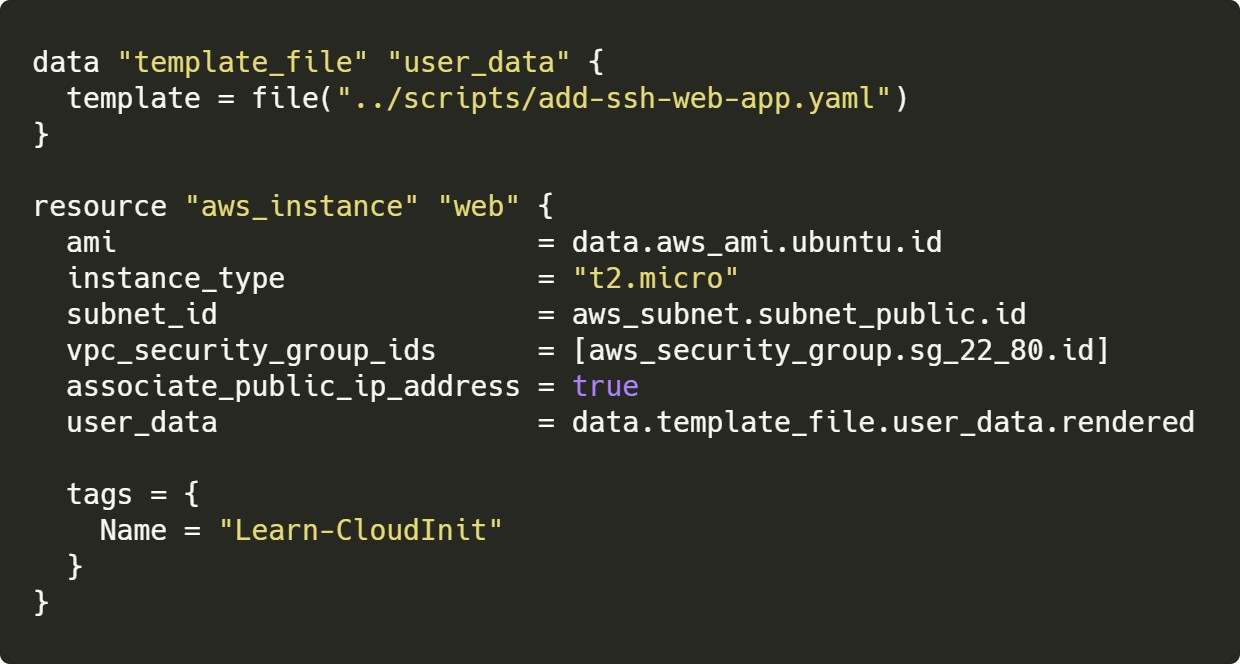 data "template_file" "user_data" {
  template = file("../scripts/add-ssh-web-app.yaml")
}

resource "aws_instance" "web" {
  ami                         = data.aws_ami.ubuntu.id
  instance_type               = "t2.micro"
  subnet_id                   = aws_subnet.subnet_public.id
  vpc_security_group_ids      = [aws_security_group.sg_22_80.id]
  associate_public_ip_address = true
  user_data                   = data.template_file.user_data.rendered

  tags = {
    Name = "Learn-CloudInit"
  }
}